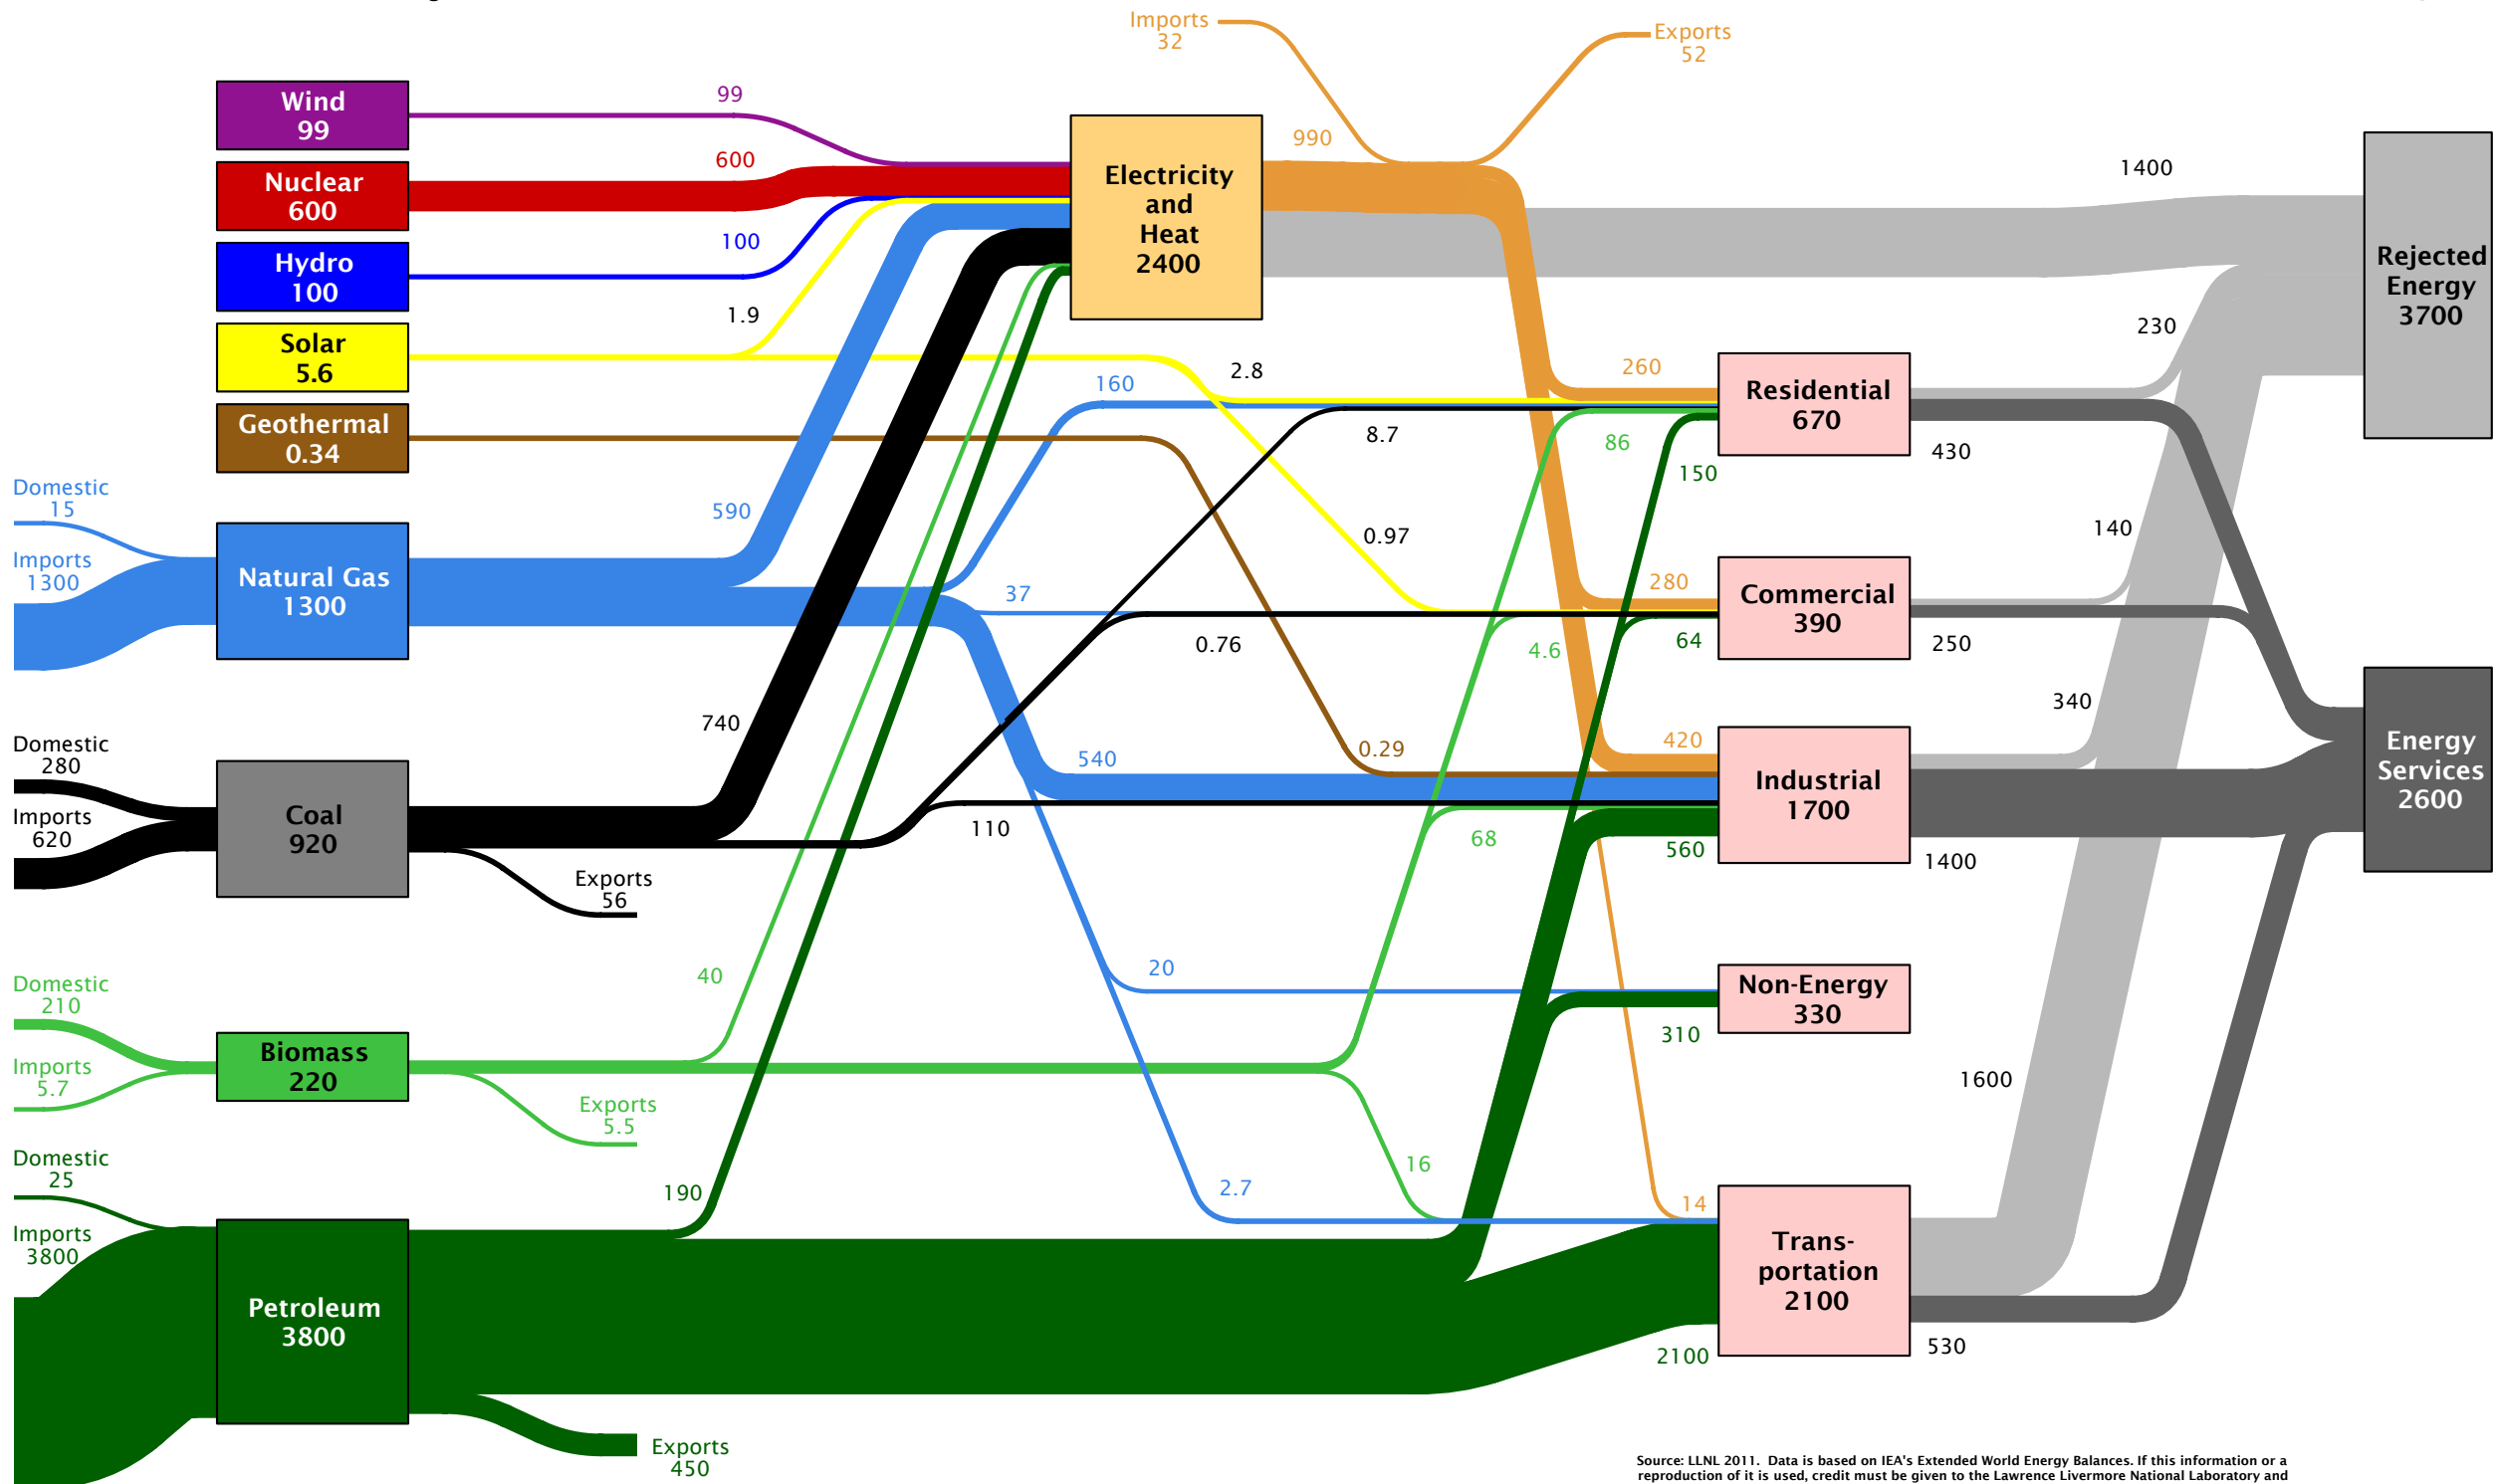 Imports
32
Exports
52
Wind
99
99
Nuclear
600
600
Hydro
100
100
Solar
5.6
1.9
Geothermal
0.34
Electricity
and
Heat
2400
990
1400
Rejected
Energy
3700
230
2.8
160
260
Residential
670
8.7
86
150
430
Domestic
15
Imports
1300
Natural Gas
1300
590
37
0.97
0.76
280
Commercial
390
4.6
64
140
250
Domestic
280
Imports
620
Coal
920
740
Exports
56
540
0.29
110
420
Industrial
1700
68
560
340
1400
Energy
Services
2600
Domestic
210
Imports
5.7
Biomass
220
40
Exports
5.5
20
Non-Energy
330
310
1600
Domestic
25
Imports
3800
Petroleum
3800
190
2.7
16
14
Trans-
portation
2100
2100
530
Exports
450
Source: LLNL 2011. Data is based on IEA's Extended World Energy Balances. If this information or a
reproduction of it is used, credit must be given to the Lawrence Livermore National Laboratory and